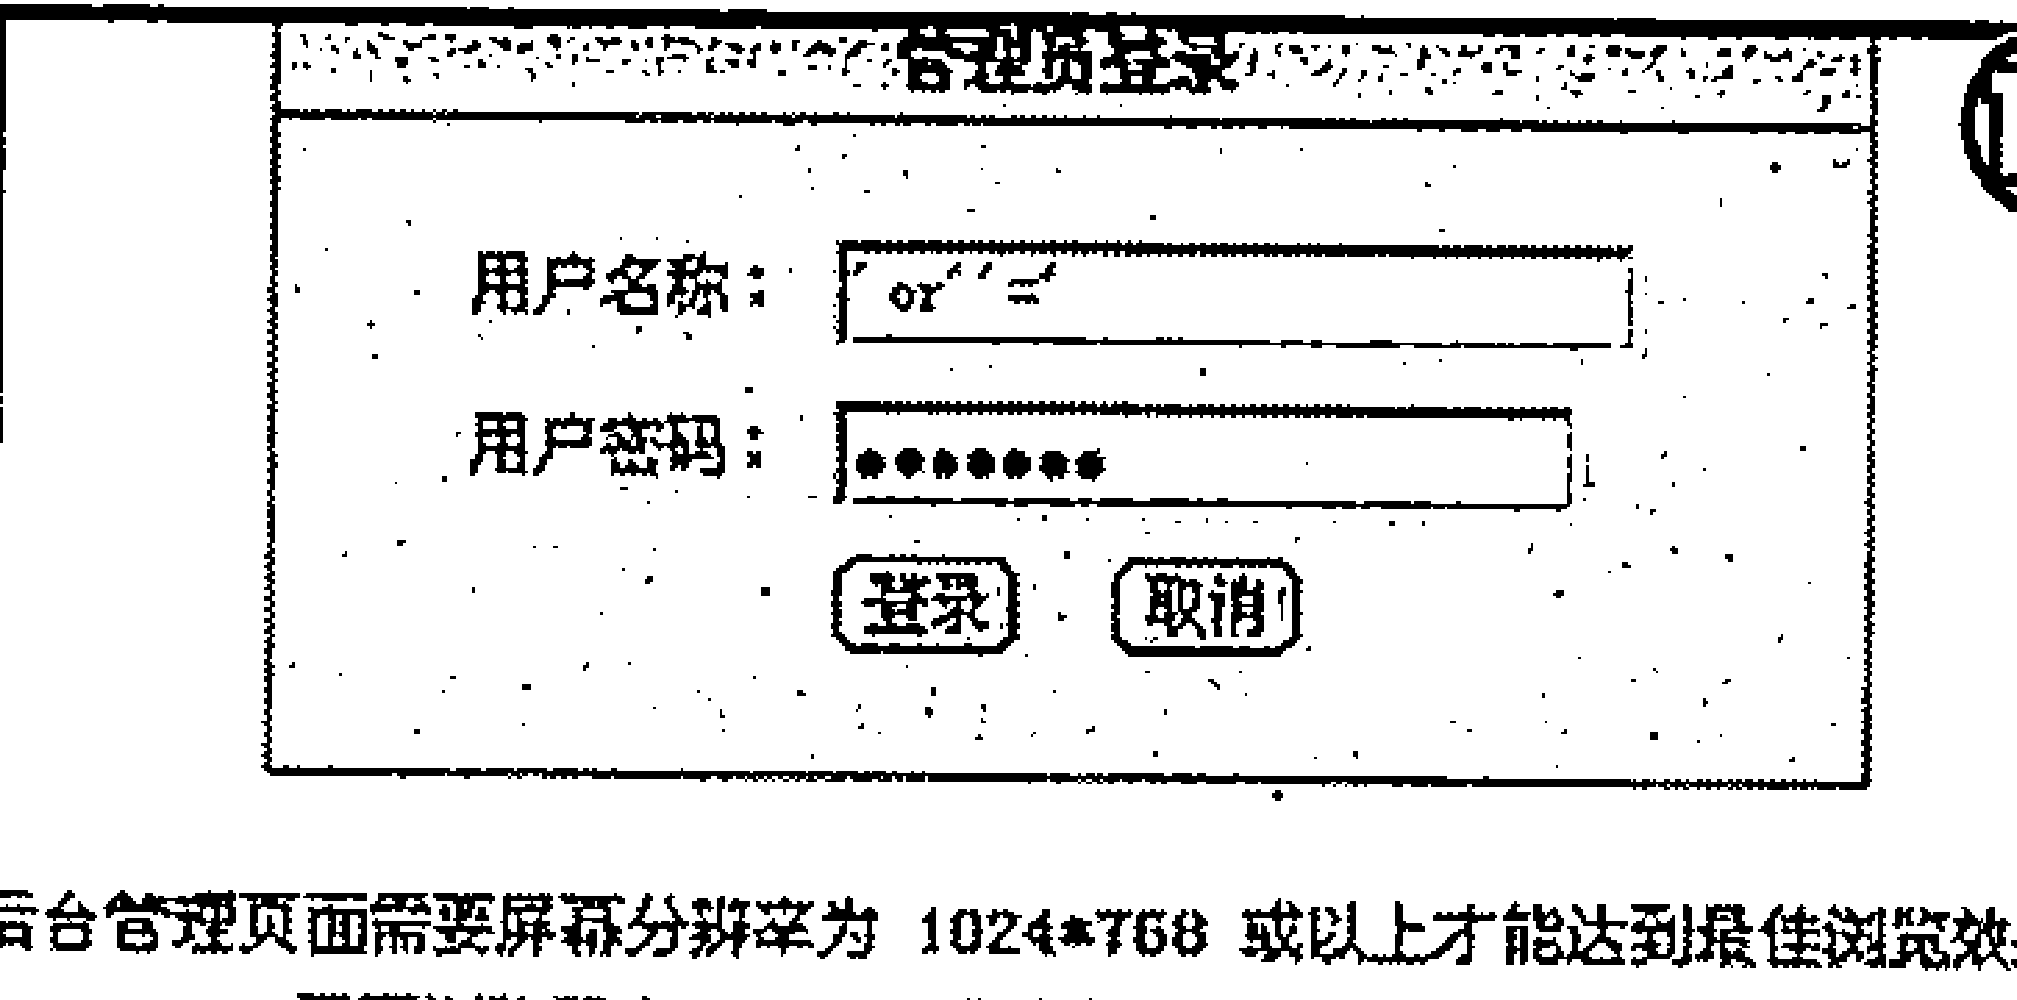 管理员登录
用户名称：
' or' ' ='
用户密码：
●●●●●●●
登录 取消
后台管理页面需要屏幕分辨率为 1024*768 或以上才能达到最佳浏览效